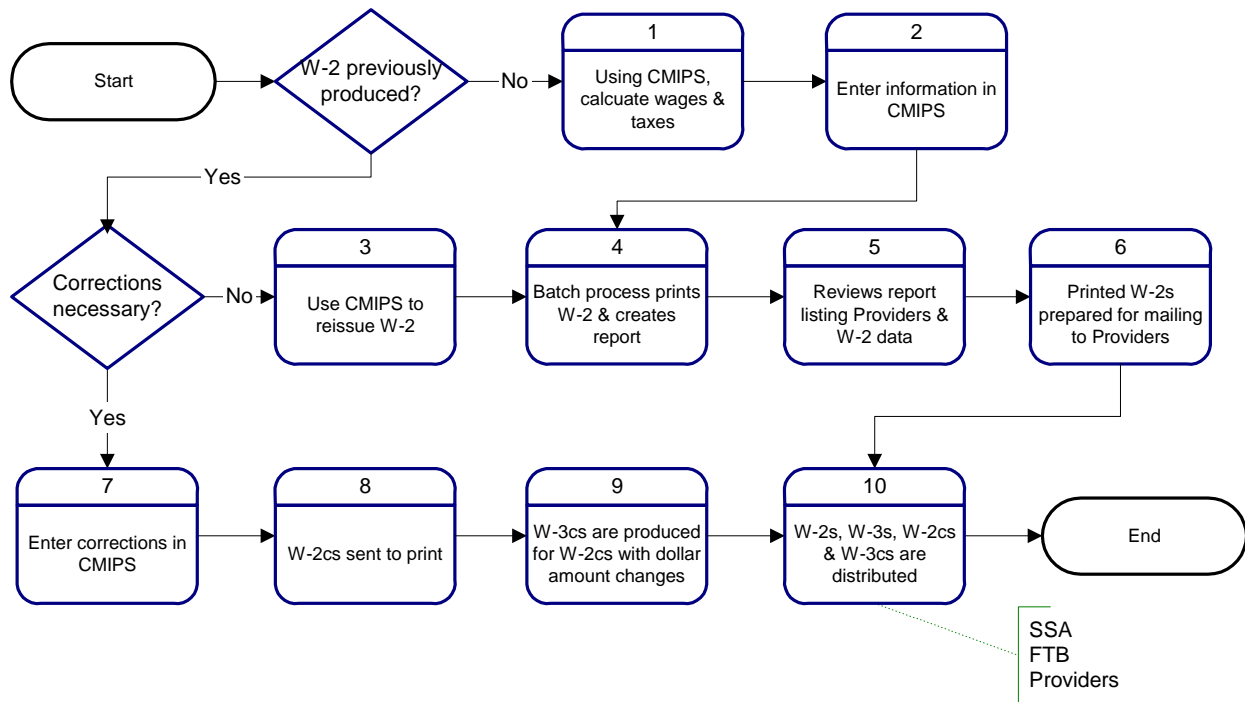 Start
W-2 previously
produced?
No
1
Using CMIPS,
calcuate wages &
taxes
2
Enter information in
CMIPS
Yes
Corrections
necessary?
No
3
Use CMIPS to
reissue W-2
4
Batch process prints
W-2 & creates
report
5
Reviews report
listing Providers &
W-2 data
6
Printed W-2s
prepared for mailing
to Providers
Yes
7
Enter corrections in
CMIPS
8
W-2cs sent to print
9
W-3cs are produced
for W-2cs with dollar
amount changes
10
W-2s, W-3s, W-2cs
& W-3cs are
distributed
End
SSA
FTB
Providers